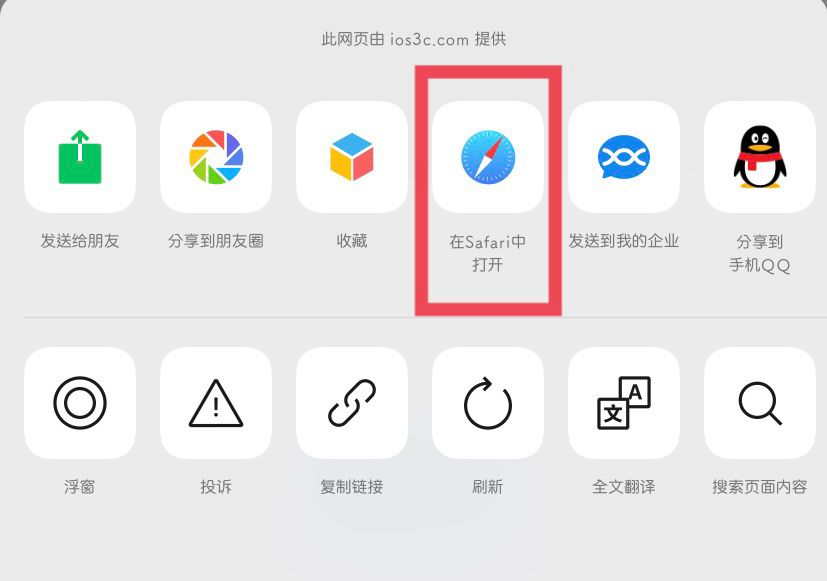 此网页由 ios3c.com 提供
发送给朋友
分享到朋友圈
收藏
在Safari中
打开
发送到我的企业
分享到
手机QQ
浮窗
投诉
复制链接
刷新
文 A
全文翻译
搜索页面内容